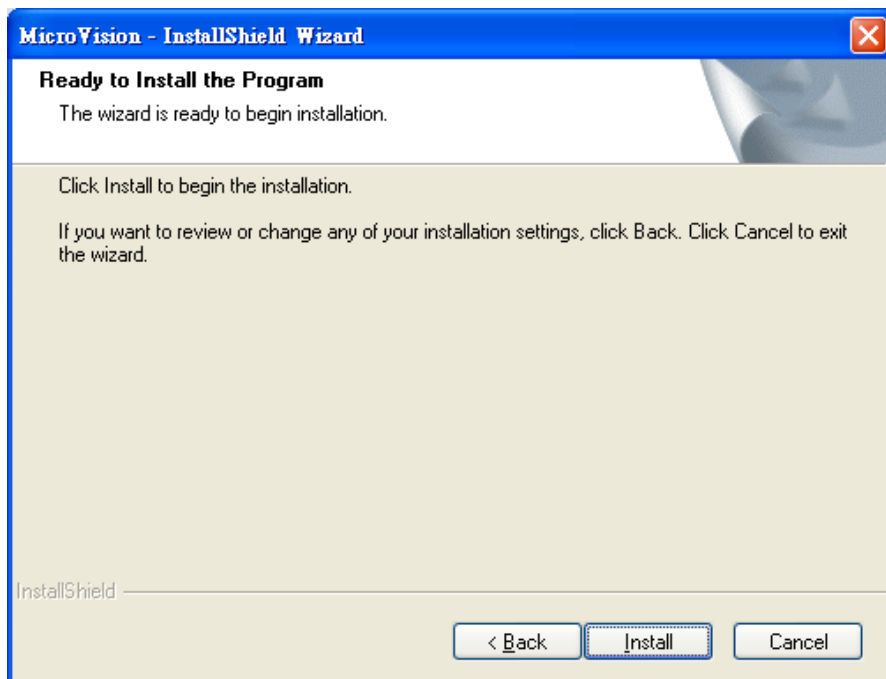 MicroVision - InstallShield Wizard
Ready to Install the Program
The wizard is ready to begin installation.
Click Install to begin the installation.
If you want to review or change any of your installation settings, click Back. Click Cancel to exit
the wizard.
InstallShield
< Back Install Cancel